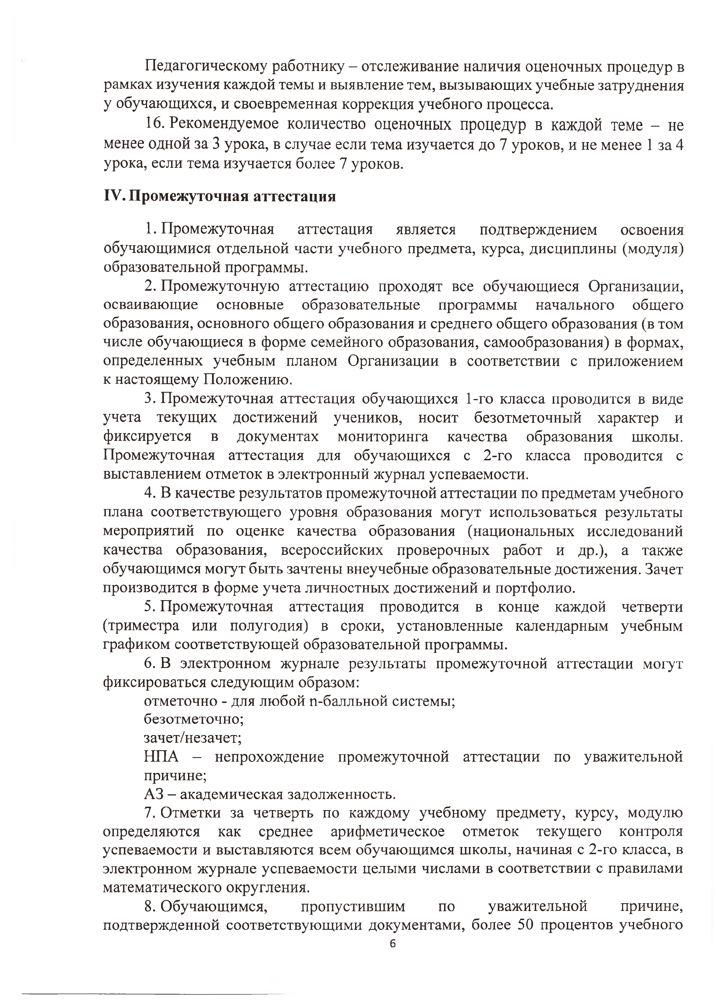 Педагогическому работнику – отслеживание наличия оценочных процедур в
рамках изучения каждой темы и выявление тем, вызывающих учебные затруднения
у обучающихся, и своевременная коррекция учебного процесса.
16. Рекомендуемое количество оценочных процедур в каждой теме – не
менее одной за 3 урока, в случае если тема изучается до 7 уроков, и не менее 1 за 4
урока, если тема изучается более 7 уроков.
IV. Промежуточная аттестация
1. Промежуточная аттестация является подтверждением освоения
обучающимися отдельной части учебного предмета, курса, дисциплины (модуля)
образовательной программы.
2. Промежуточную аттестацию проходят все обучающиеся Организации,
осваивающие основные образовательные программы начального общего
образования, основного общего образования и среднего общего образования (в том
числе обучающиеся в форме семейного образования, самообразования) в формах,
определенных учебным планом Организации в соответствии с приложением
к настоящему Положению.
3. Промежуточная аттестация обучающихся 1-го класса проводится в виде
учета текущих достижений учеников, носит безотметочный характер и
фиксируется в документах мониторинга качества образования школы.
Промежуточная аттестация для обучающихся с 2-го класса проводится с
выставлением отметок в электронный журнал успеваемости.
4. В качестве результатов промежуточной аттестации по предметам учебного
плана соответствующего уровня образования могут использоваться результаты
мероприятий по оценке качества образования (национальных исследований
качества образования, всероссийских проверочных работ и др.), а также
обучающимся могут быть зачтены внеучебные образовательные достижения. Зачет
производится в форме учета личностных достижений и портфолио.
5. Промежуточная аттестация проводится в конце каждой четверти
(триместра или полугодия) в сроки, установленные календарным учебным
графиком соответствующей образовательной программы.
6. В электронном журнале результаты промежуточной аттестации могут
фиксироваться следующим образом:
отметочно - для любой n-балльной системы;
безотметочно;
зачет/незачет;
НПА – непрохождение промежуточной аттестации по уважительной
причине;
АЗ – академическая задолженность.
7. Отметки за четверть по каждому учебному предмету, курсу, модулю
определяются как среднее арифметическое отметок текущего контроля
успеваемости и выставляются всем обучающимся школы, начиная с 2-го класса, в
электронном журнале успеваемости целыми числами в соответствии с правилами
математического округления.
8. Обучающимся, пропустившим по уважительной причине,
подтвержденной соответствующими документами, более 50 процентов учебного
6